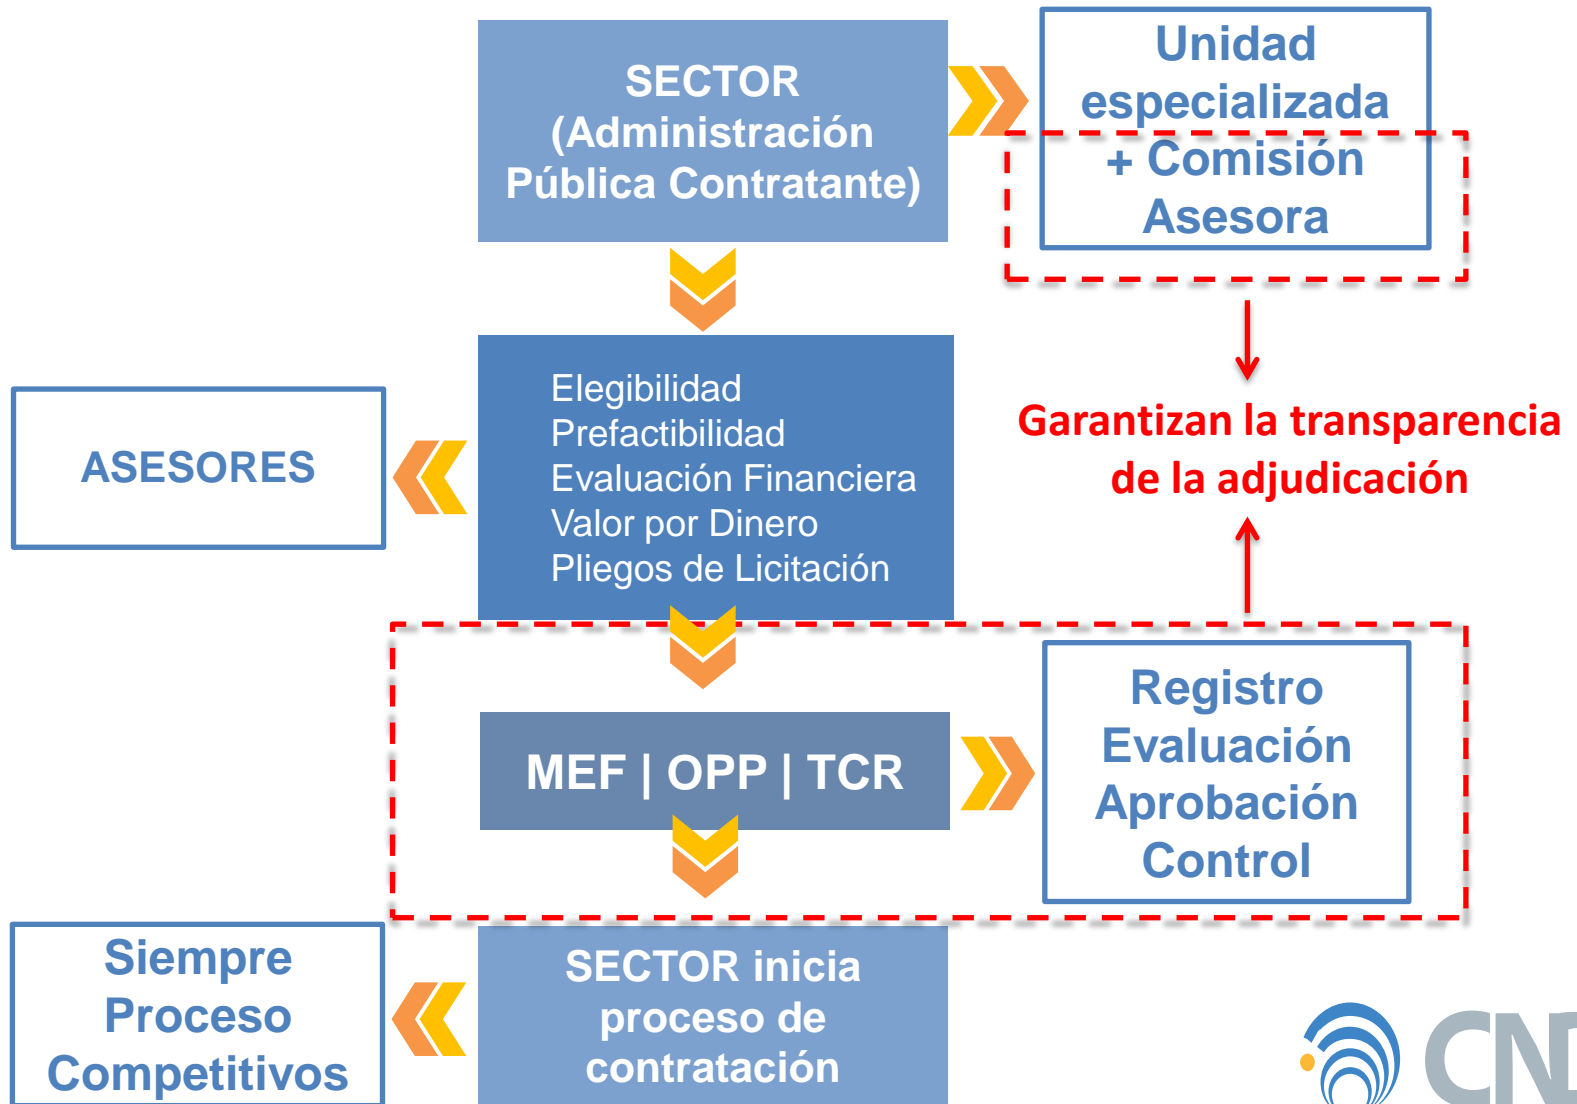 SECTOR
(Administración
Pública Contratante)
Unidad
especializada
+ Comisión
Asesora
Elegibilidad
Prefactibilidad
Evaluación Financiera
Valor por Dinero
Pliegos de Licitación
ASESORES
Garantizan la transparencia
de la adjudicación
MEF | OPP | TCR
Registro
Evaluación
Aprobación
Control
Siempre
Proceso
Competitivos
SECTOR inicia
proceso de
contratación
CND